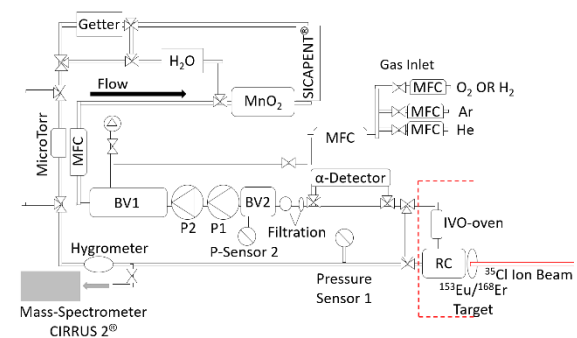 Getter
H₂O
SICAPENT®
Gas Inlet
Flow
MnO₂
MFC O₂ OR H₂
MFC Ar
MFC He
MFC
MicroTorr
MFC
α-Detector
BV1
P2
P1
BV2
IVO-oven
Filtration
P-Sensor 2
Hygrometer
RC
³⁵Cl Ion Beam
¹⁵³Eu/¹⁶⁸Er
Target
Pressure
Sensor 1
Mass-Spectrometer
CIRRUS 2®